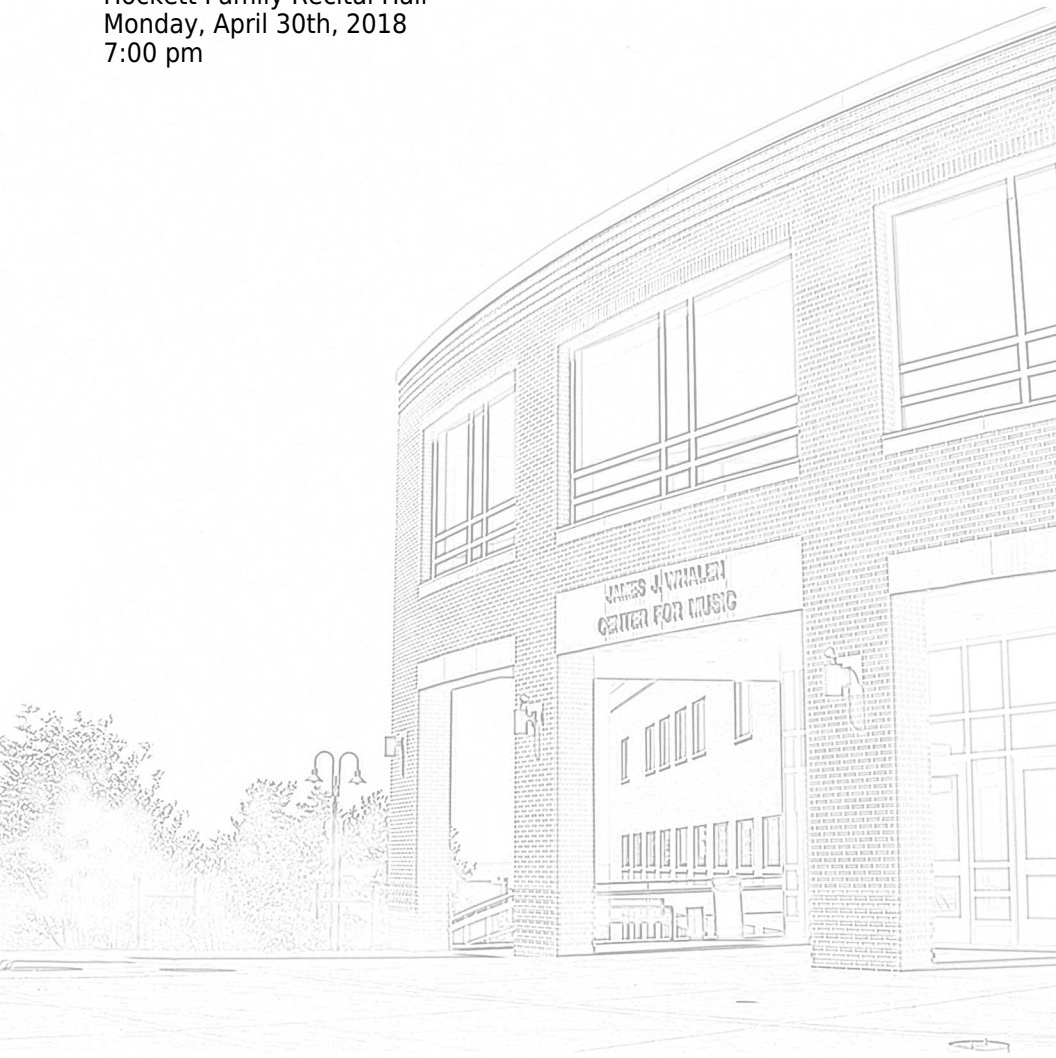 Hockett Family Recital Hall
Monday, April 30th, 2018
7:00 pm
JAMES J. WHALEN
CENTER FOR MUSIC